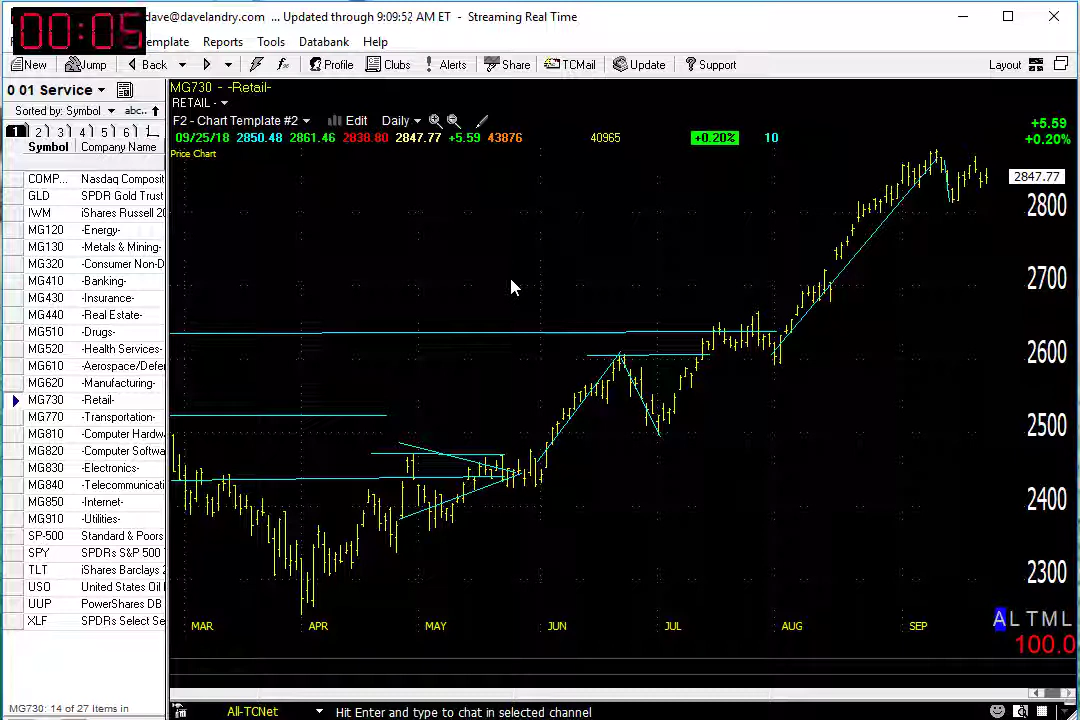 dave@davelandry.com ... Updated through 9:09:52 AM ET - Streaming Real Time
00:05
emplate Reports Tools Databank Help
New Jump Back Profile Clubs Alerts Share TCMail Update Support Layout
0 01 Service
Sorted by: Symbol abc..
1 2 3 4 5 6
Symbol Company Name
COMP... Nasdaq Composit
GLD SPDR Gold Trust
IWM iShares Russell 20
MG120 -Energy-
MG130 -Metals & Mining-
MG320 -Consumer Non-D
MG410 -Banking-
MG430 -Insurance-
MG440 -Real Estate-
MG510 -Drugs-
MG520 -Health Services-
MG610 -Aerospace/Defer
MG620 -Manufacturing-
MG730 -Retail-
MG770 -Transportation-
MG810 -Computer Hardw
MG820 -Computer Softwa
MG830 -Electronics-
MG840 -Telecommunicati
MG850 -Internet-
MG910 -Utilities-
SP-500 Standard & Poors
SPY SPDRs S&P 500
TLT iShares Barclays 2
USO United States Oil
UUP PowerShares DB
XLF SPDRs Select Se
MG730: 14 of 27 Items in
MG730 - -Retail-
RETAIL -
F2 - Chart Template #2 Edit Daily
09/25/18 2850.48 2861.46 2838.80 2847.77 +5.59 43876 40965 +0.20% 10
Price Chart
+5.59
+0.20%
2847.77
2800
2700
2600
2500
2400
2300
MAR APR MAY JUN JUL AUG SEP
A L T M L
100.0
All-TCNet Hit Enter and type to chat in selected channel